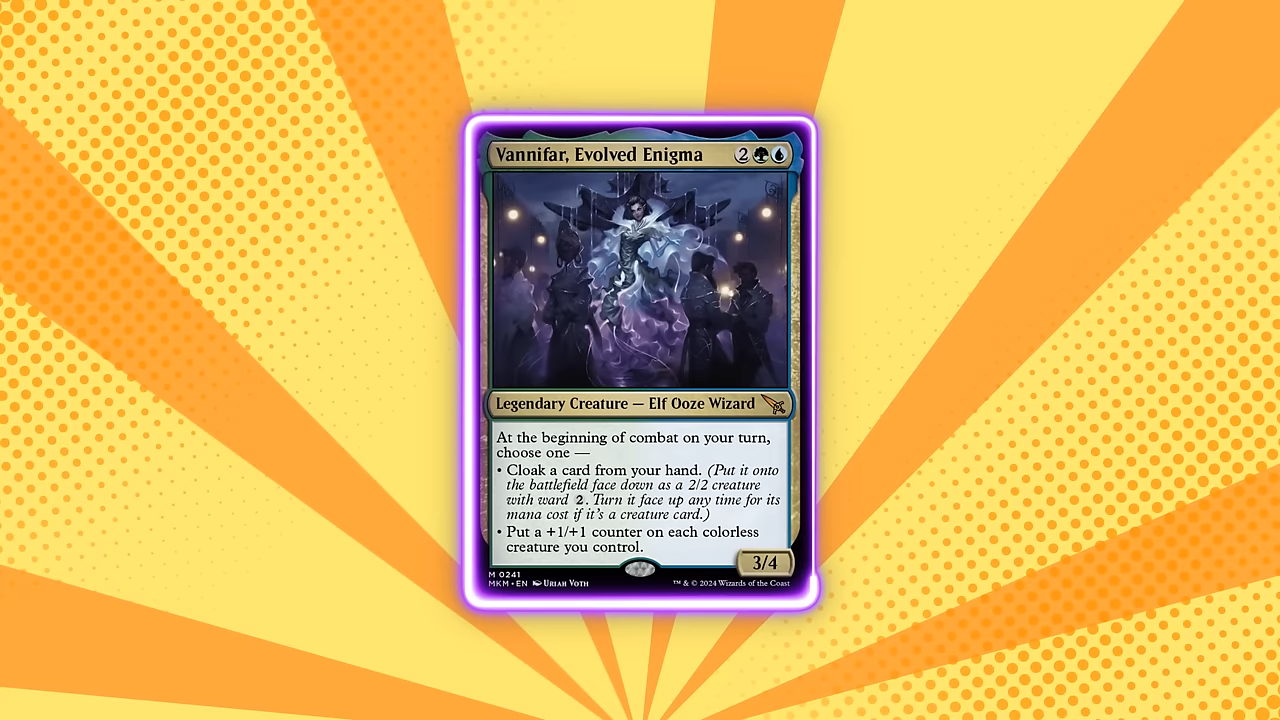 Vannifar, Evolved Enigma 2
Legendary Creature — Elf Ooze Wizard
At the beginning of combat on your turn,
choose one —
• Cloak a card from your hand. (Put it onto
the battlefield face down as a 2/2 creature
with ward 2. Turn it face up any time for its
mana cost if it's a creature card.)
• Put a +1/+1 counter on each colorless
creature you control.
3/4
M 0241
MKM • EN Uriah Voth
™ & © 2024 Wizards of the Coast